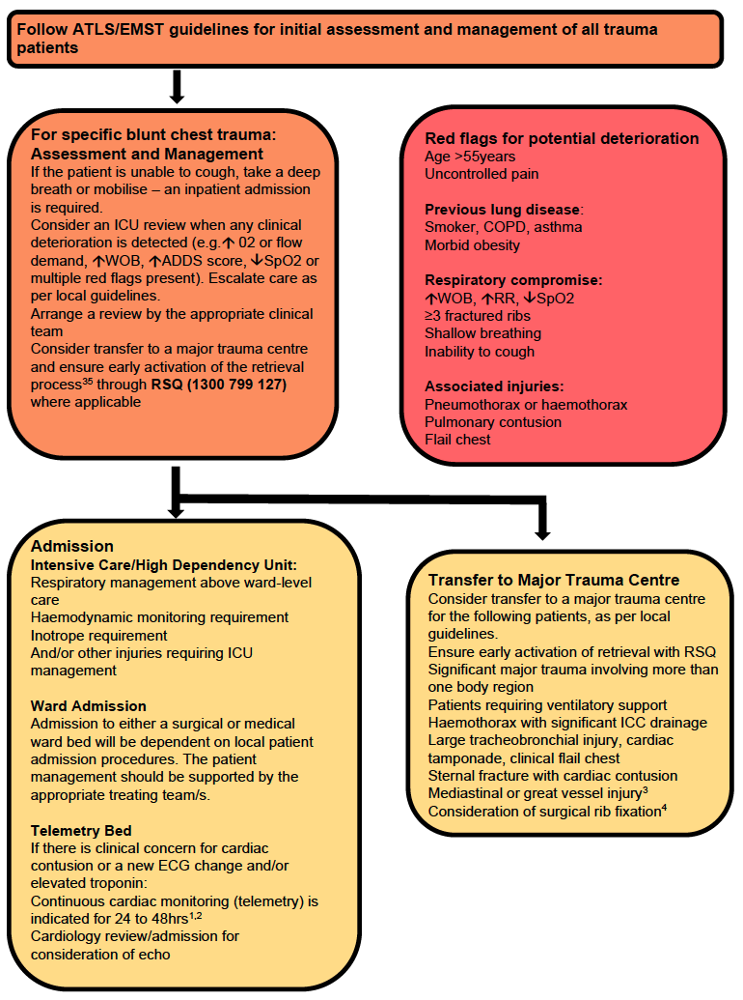 Follow ATLS/EMST guidelines for initial assessment and management of all trauma
patients
For specific blunt chest trauma:
Assessment and Management
If the patient is unable to cough, take a deep
breath or mobilise – an inpatient admission
is required.
Consider an ICU review when any clinical
deterioration is detected (e.g.↑ 02 or flow
demand, ↑WOB, ↑ADDS score, ↓SpO2 or
multiple red flags present). Escalate care as
per local guidelines.
Arrange a review by the appropriate clinical
team
Consider transfer to a major trauma centre
and ensure early activation of the retrieval
process³⁵ through RSQ (1300 799 127)
where applicable
Red flags for potential deterioration
Age >55years
Uncontrolled pain
Previous lung disease:
Smoker, COPD, asthma
Morbid obesity
Respiratory compromise:
↑WOB, ↑RR, ↓SpO2
≥3 fractured ribs
Shallow breathing
Inability to cough
Associated injuries:
Pneumothorax or haemothorax
Pulmonary contusion
Flail chest
Admission
Intensive Care/High Dependency Unit:
Respiratory management above ward-level
care
Haemodynamic monitoring requirement
Inotrope requirement
And/or other injuries requiring ICU
management
Ward Admission
Admission to either a surgical or medical
ward bed will be dependent on local patient
admission procedures. The patient
management should be supported by the
appropriate treating team/s.
Telemetry Bed
If there is clinical concern for cardiac
contusion or a new ECG change and/or
elevated troponin:
Continuous cardiac monitoring (telemetry) is
indicated for 24 to 48hrs¹,²
Cardiology review/admission for
consideration of echo
Transfer to Major Trauma Centre
Consider transfer to a major trauma centre
for the following patients, as per local
guidelines.
Ensure early activation of retrieval with RSQ
Significant major trauma involving more than
one body region
Patients requiring ventilatory support
Haemothorax with significant ICC drainage
Large tracheobronchial injury, cardiac
tamponade, clinical flail chest
Sternal fracture with cardiac contusion
Mediastinal or great vessel injury³
Consideration of surgical rib fixation⁴